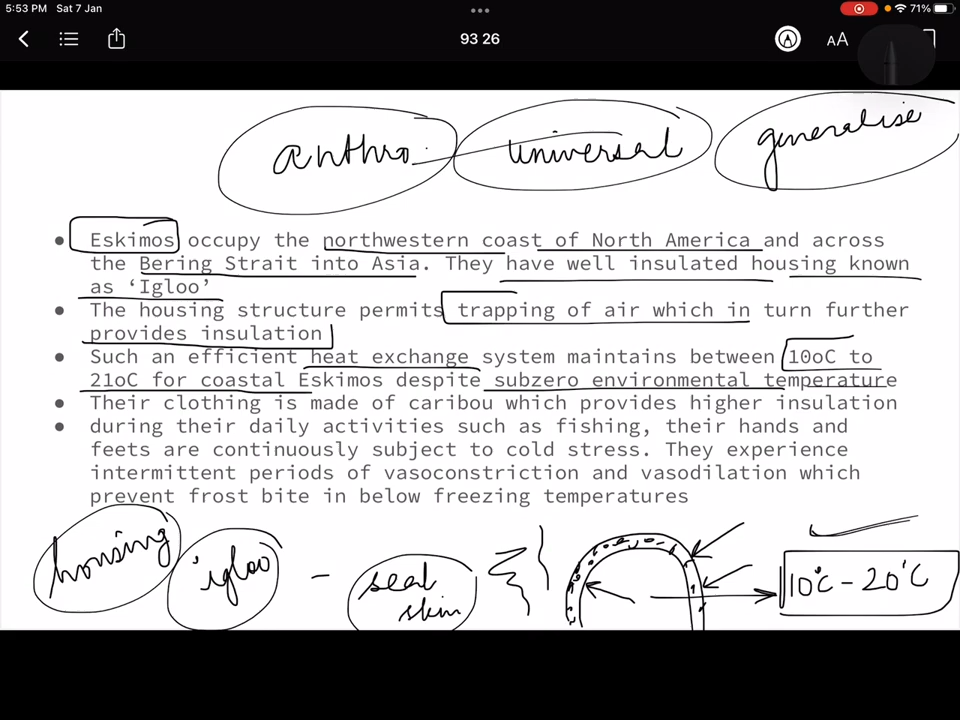 5:53 PM Sat 7 Jan
71%
93 26
AA
anthro. universal generalise
• Eskimos occupy the northwestern coast of North America and across
the Bering Strait into Asia. They have well insulated housing known
as ‘Igloo’
• The housing structure permits trapping of air which in turn further
provides insulation
• Such an efficient heat exchange system maintains between 10oC to
21oC for coastal Eskimos despite subzero environmental temperature
• Their clothing is made of caribou which provides higher insulation
• during their daily activities such as fishing, their hands and
feets are continuously subject to cold stress. They experience
intermittent periods of vasoconstriction and vasodilation which
prevent frost bite in below freezing temperatures
housing igloo – seal
skin
10°C - 20°C